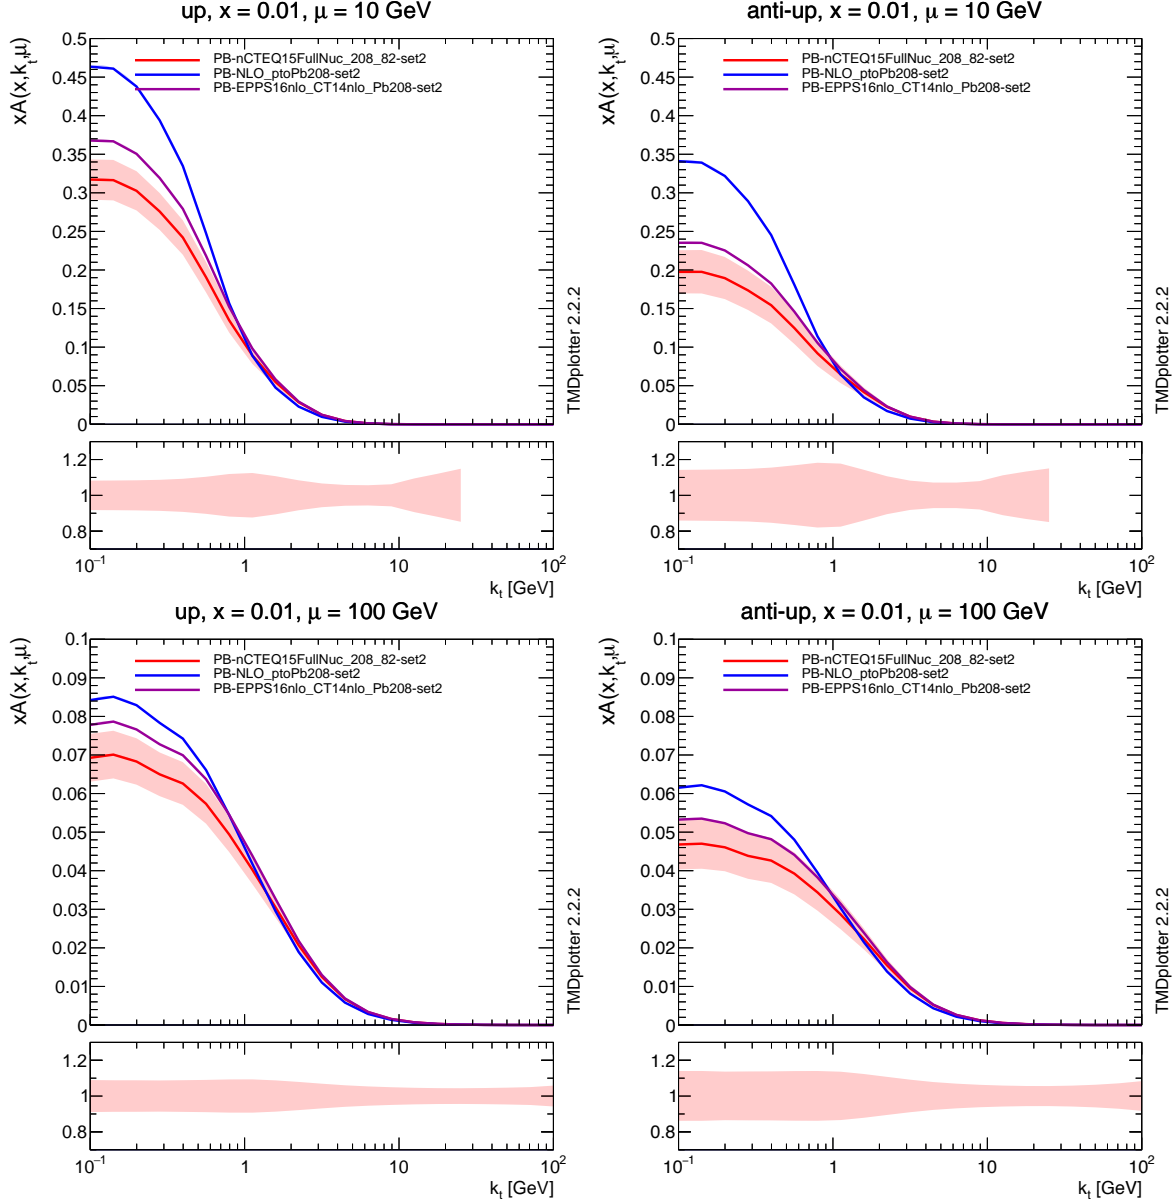 up, x = 0.01, μ = 10 GeV
xA(x,k_t,μ)
0.5
0.45
0.4
0.35
0.3
0.25
0.2
0.15
0.1
0.05
0
PB-nCTEQ15FullNuc_208_82-set2
PB-NLO_ptoPb208-set2
PB-EPPS16nlo_CT14nlo_Pb208-set2
TMDplotter 2.2.2
1.2
1
0.8
10⁻¹ 1 10 10²
k_t [GeV]
anti-up, x = 0.01, μ = 10 GeV
xA(x,k_t,μ)
0.5
0.45
0.4
0.35
0.3
0.25
0.2
0.15
0.1
0.05
0
PB-nCTEQ15FullNuc_208_82-set2
PB-NLO_ptoPb208-set2
PB-EPPS16nlo_CT14nlo_Pb208-set2
TMDplotter 2.2.2
1.2
1
0.8
10⁻¹ 1 10 10²
k_t [GeV]
up, x = 0.01, μ = 100 GeV
xA(x,k_t,μ)
0.1
0.09
0.08
0.07
0.06
0.05
0.04
0.03
0.02
0.01
0
PB-nCTEQ15FullNuc_208_82-set2
PB-NLO_ptoPb208-set2
PB-EPPS16nlo_CT14nlo_Pb208-set2
TMDplotter 2.2.2
1.2
1
0.8
10⁻¹ 1 10 10²
k_t [GeV]
anti-up, x = 0.01, μ = 100 GeV
xA(x,k_t,μ)
0.1
0.09
0.08
0.07
0.06
0.05
0.04
0.03
0.02
0.01
0
PB-nCTEQ15FullNuc_208_82-set2
PB-NLO_ptoPb208-set2
PB-EPPS16nlo_CT14nlo_Pb208-set2
TMDplotter 2.2.2
1.2
1
0.8
10⁻¹ 1 10 10²
k_t [GeV]